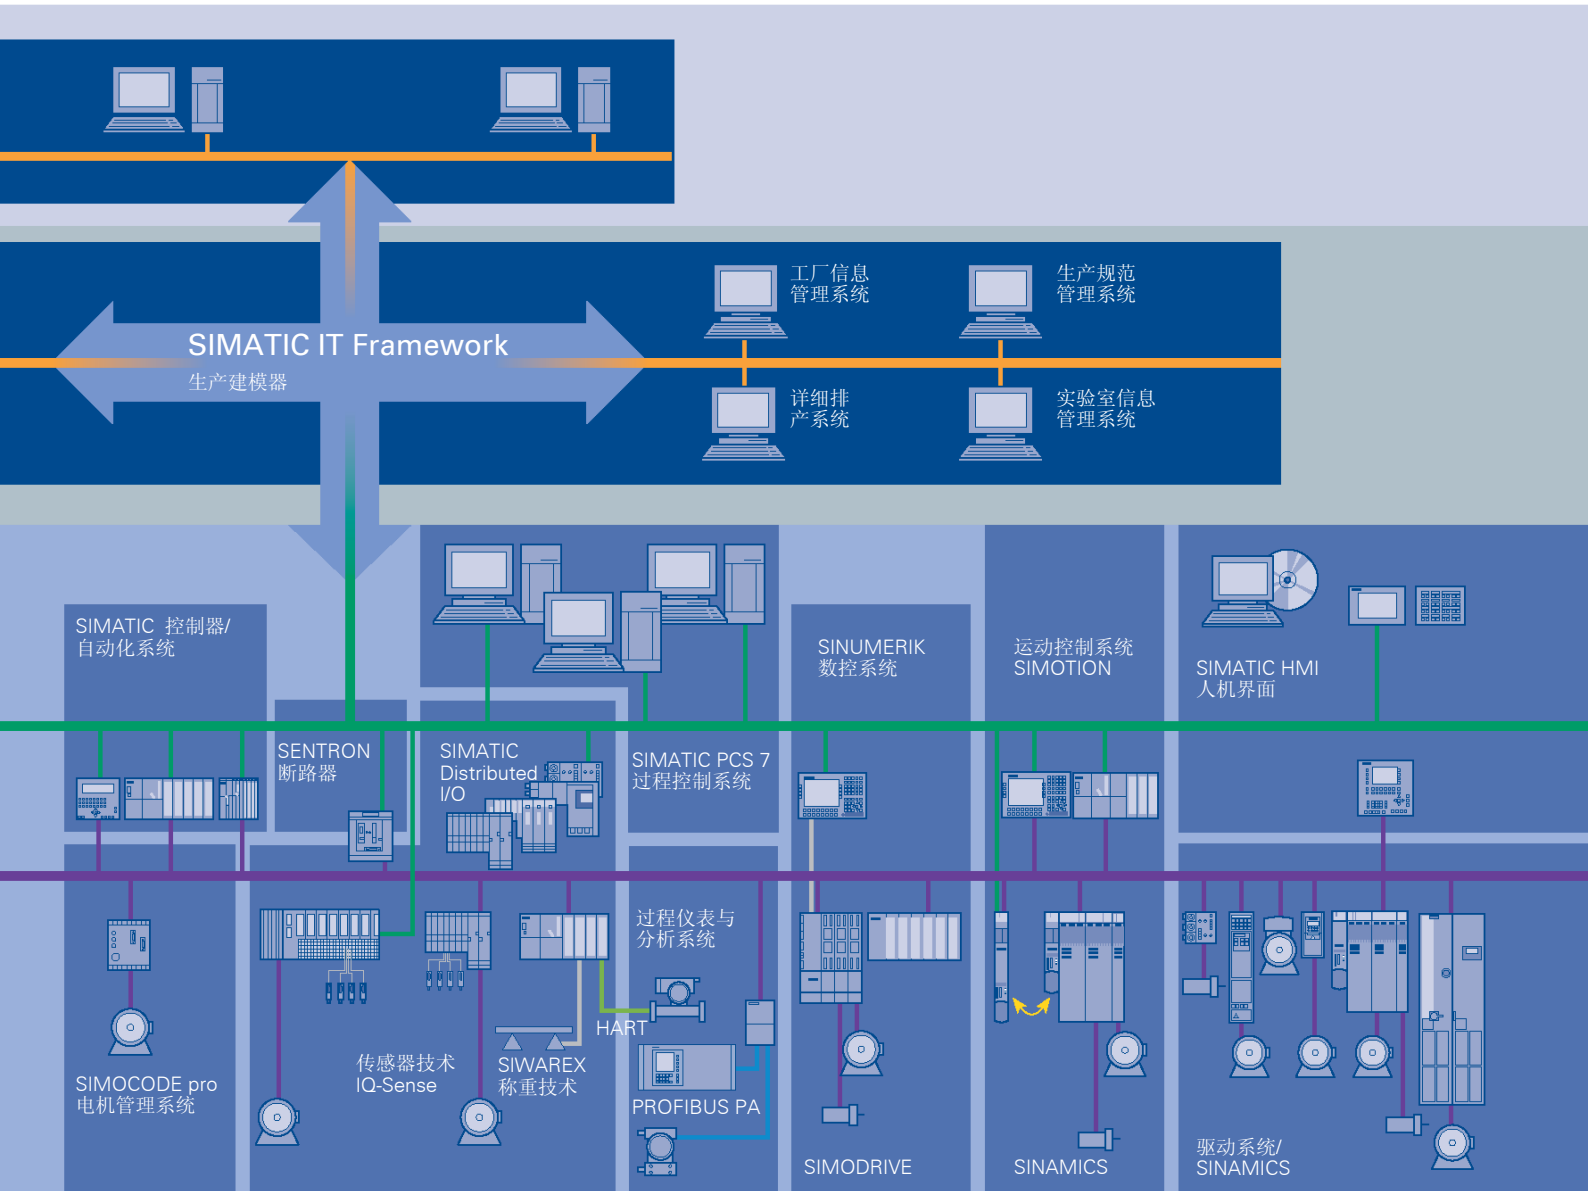 工厂信息
管理系统
生产规范
管理系统
SIMATIC IT Framework
生产建模器
详细排
产系统
实验室信息
管理系统
SIMATIC 控制器/
自动化系统
SINUMERIK
数控系统
运动控制系统
SIMOTION
SIMATIC HMI
人机界面
SENTRON
断路器
SIMATIC
Distributed
I/O
SIMATIC PCS 7
过程控制系统
过程仪表与
分析系统
HART
传感器技术
IQ-Sense
SIWAREX
称重技术
SIMOCODE pro
电机管理系统
PROFIBUS PA
SIMODRIVE
SINAMICS
驱动系统/
SINAMICS